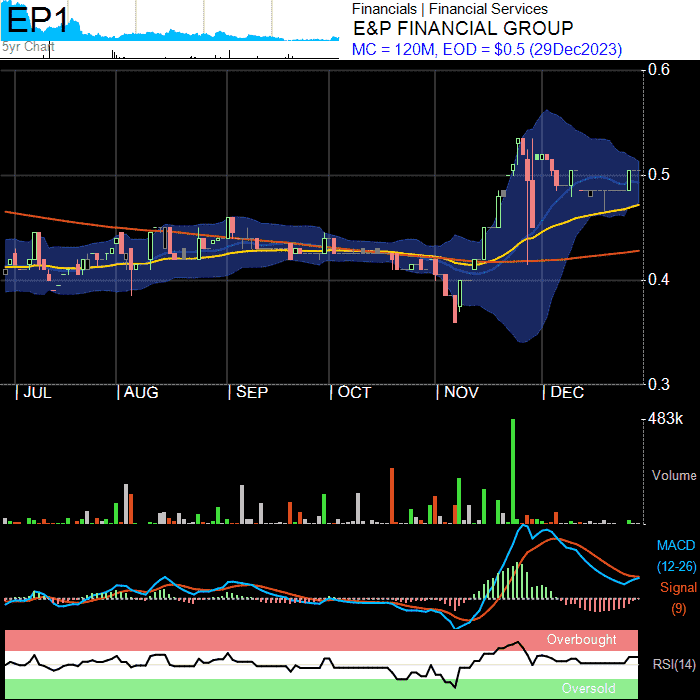 EP1
5yr Chart
Financials | Financial Services
E&P FINANCIAL GROUP
MC = 120M, EOD = $0.5 (29Dec2023)
0.6
0.5
0.4
0.3
JUL AUG SEP OCT NOV DEC
483k
Volume
MACD
(12-26)
Signal
(9)
Overbought
RSI(14)
Oversold